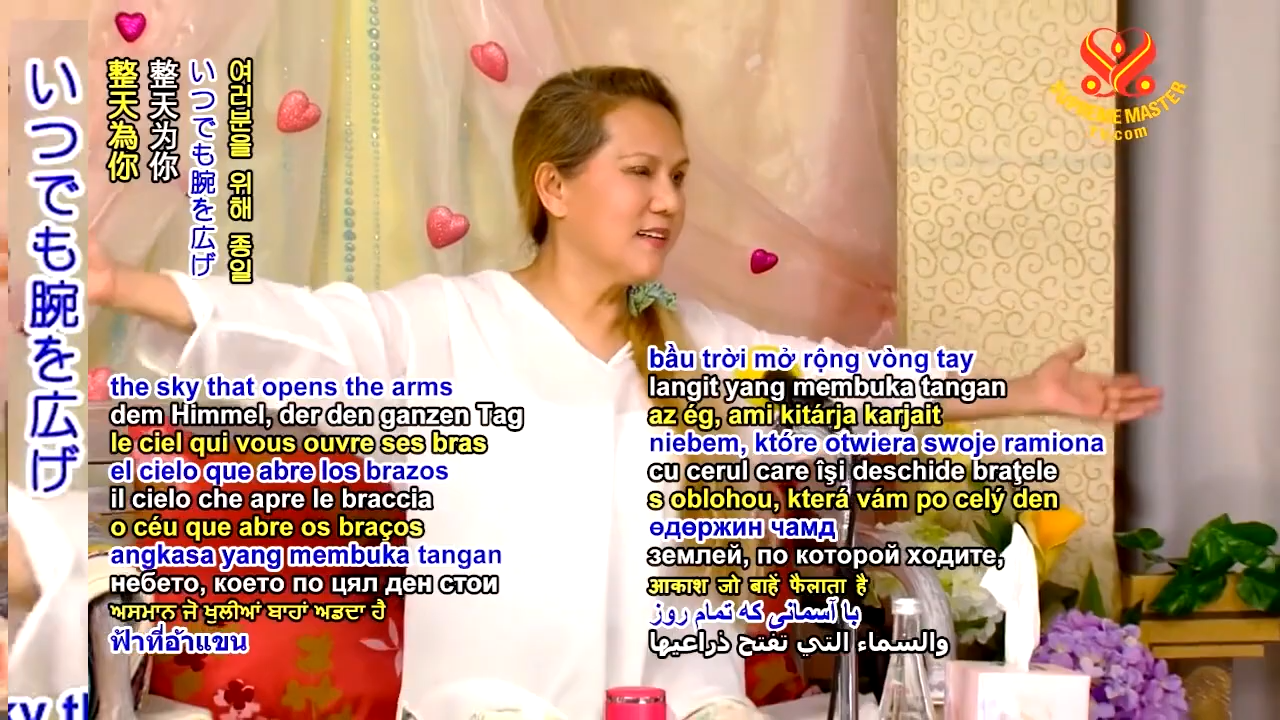 いつでも腕を広げ
整天為你
整天为你
いつでも腕を広げ
여러분을 위해 종일
SUPREME MASTER
TV.com
the sky that opens the arms
dem Himmel, der den ganzen Tag
le ciel qui vous ouvre ses bras
el cielo que abre los brazos
il cielo che apre le braccia
o céu que abre os braços
angkasa yang membuka tangan
небето, което по цял ден стои
ਅਸਮਾਨ ਜੋ ਖੁਲੀਆਂ ਬਾਹਾਂ ਅਡਦਾ ਹੈ
ฟ้าที่อ้าแขน
bầu trời mở rộng vòng tay
langit yang membuka tangan
az ég, ami kitárja karjait
niebem, które otwiera swoje ramiona
cu cerul care îşi deschide braţele
s oblohou, která vám po celý den
өдөржин чамд
землей, по которой ходите,
आकाश जो बाहें फैलाता है
با آسمانی که تمام روز
والسماء التي تفتح ذراعيها